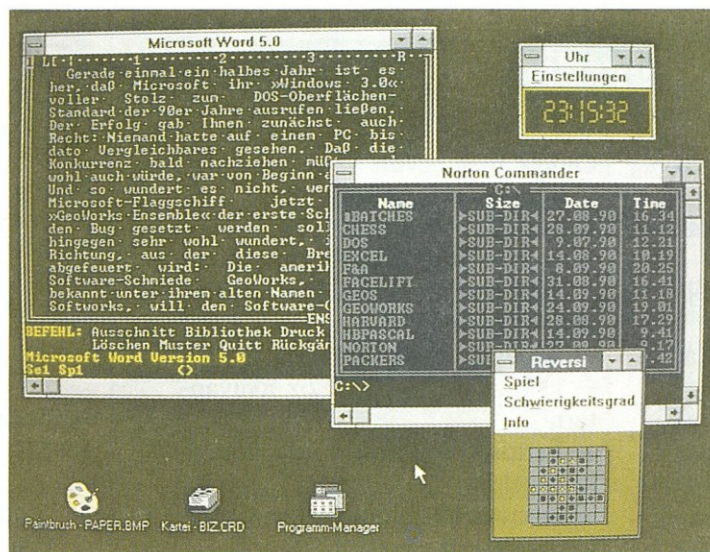 Microsoft Word 5.0
L[·1·········1·········2·········3·········R
Gerade einmal ein halbes Jahr ist es
her, daß Microsoft ihr »Windows 3.0«
voller Stolz zum DOS-Oberflächen-
Standard der 90er Jahre ausrufen ließen.
Der Erfolg gab Ihnen zunächst auch
Recht: Niemand hatte auf einem PC bis
dato Vergleichbares gesehen. Daß die
Konkurrenz bald nachziehen
wohl auch würde, war von Beginn
Und so wundert es nicht,
Microsoft-Flaggschiff jetzt
»GeoWorks Ensemble« der erste
den Bug gesetzt werden
hingegen sehr wohl wundert,
Richtung, aus der diese
abgefeuert wird: Die
Software-Schmiede GeoWorks,
bekannt unter ihrem alten Namen
Softworks, will den
BEFEHL: Ausschnitt Bibliothek Druck
Löschen Muster Quitt
Microsoft Word Version 5.0
Se1 Sp1 {}
Uhr
Einstellungen
23:15:32
Norton Commander
C:\
Name Size Date Time
BATCHES ►SUB-DIR◄ 27.08.90 16.34
CHESS ►SUB-DIR◄ 28.09.90 11.12
DOS ►SUB-DIR◄ 9.07.90 12.21
EXCEL ►SUB-DIR◄ 14.08.90 10.19
F&A ►SUB-DIR◄ 8.09.90 20.25
FACELIFT ►SUB-DIR◄ 31.08.90 16.41
GEOS ►SUB-DIR◄ 14.09.90 11.18
GEOWORKS ►SUB-DIR◄ 24.09.90 19.01
HARVARD ►SUB-DIR◄ 28.08.90 17.29
HBPASCAL ►SUB-DIR◄ 14.09.90 9.41
NORTON
PACKERS
C:\>
Reversi
Spiel
Schwierigkeitsgrad
Info
Paintbrush - PAPER.BMP
Kartei - BIZ.CRD
Programm-Manager